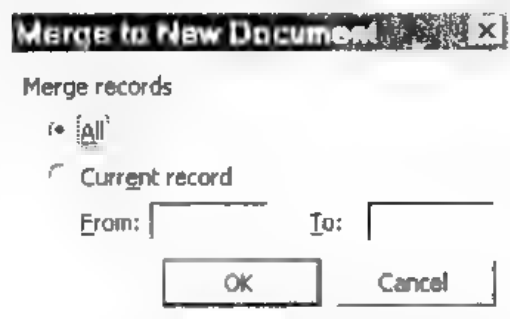 Merge to New Document
Merge records
All
Current record
From: To:
OK Cancel